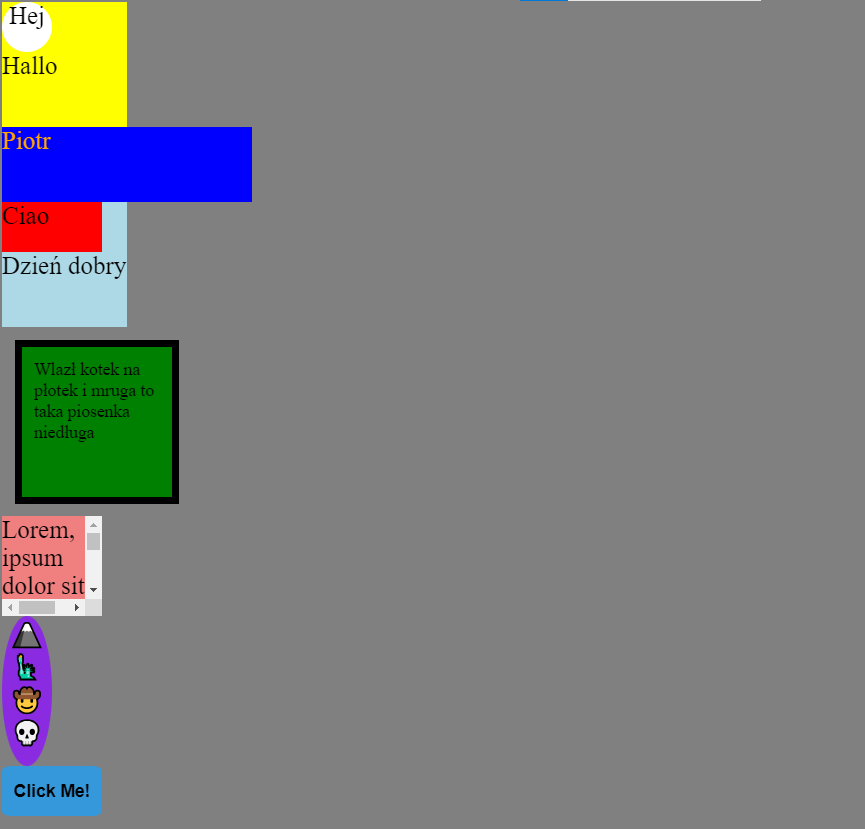 Hej
Hallo
Piotr
Ciao
Dzień dobry
Wlazł kotek na
płotek i mruga to
taka piosenka
niedługa
Lorem,
ipsum
dolor sit
Click Me!